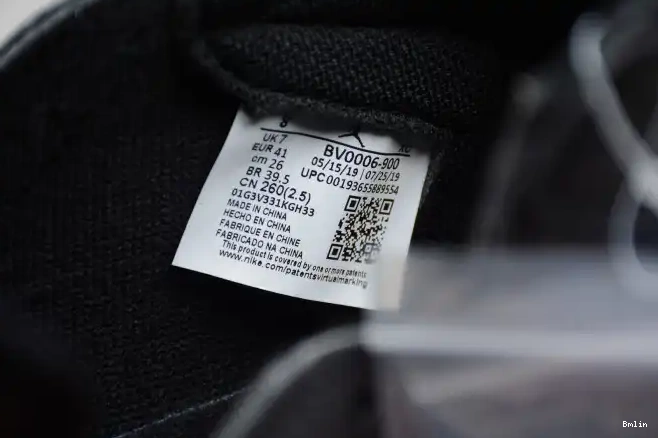 8
XC
UK 7
EUR 41
cm 26
BR 39.5
CN 260(2.5)
01G3V331KGH33
BV0006-900
05/15/19 | 07/25/19
UPC00193655889554
MADE IN CHINA
HECHO EN CHINA
FABRIQUE EN CHINE
FABRICADO NA CHINA
This product is covered by one or more patents
www.nike.com/patentsvirtualmarking
Bmlin